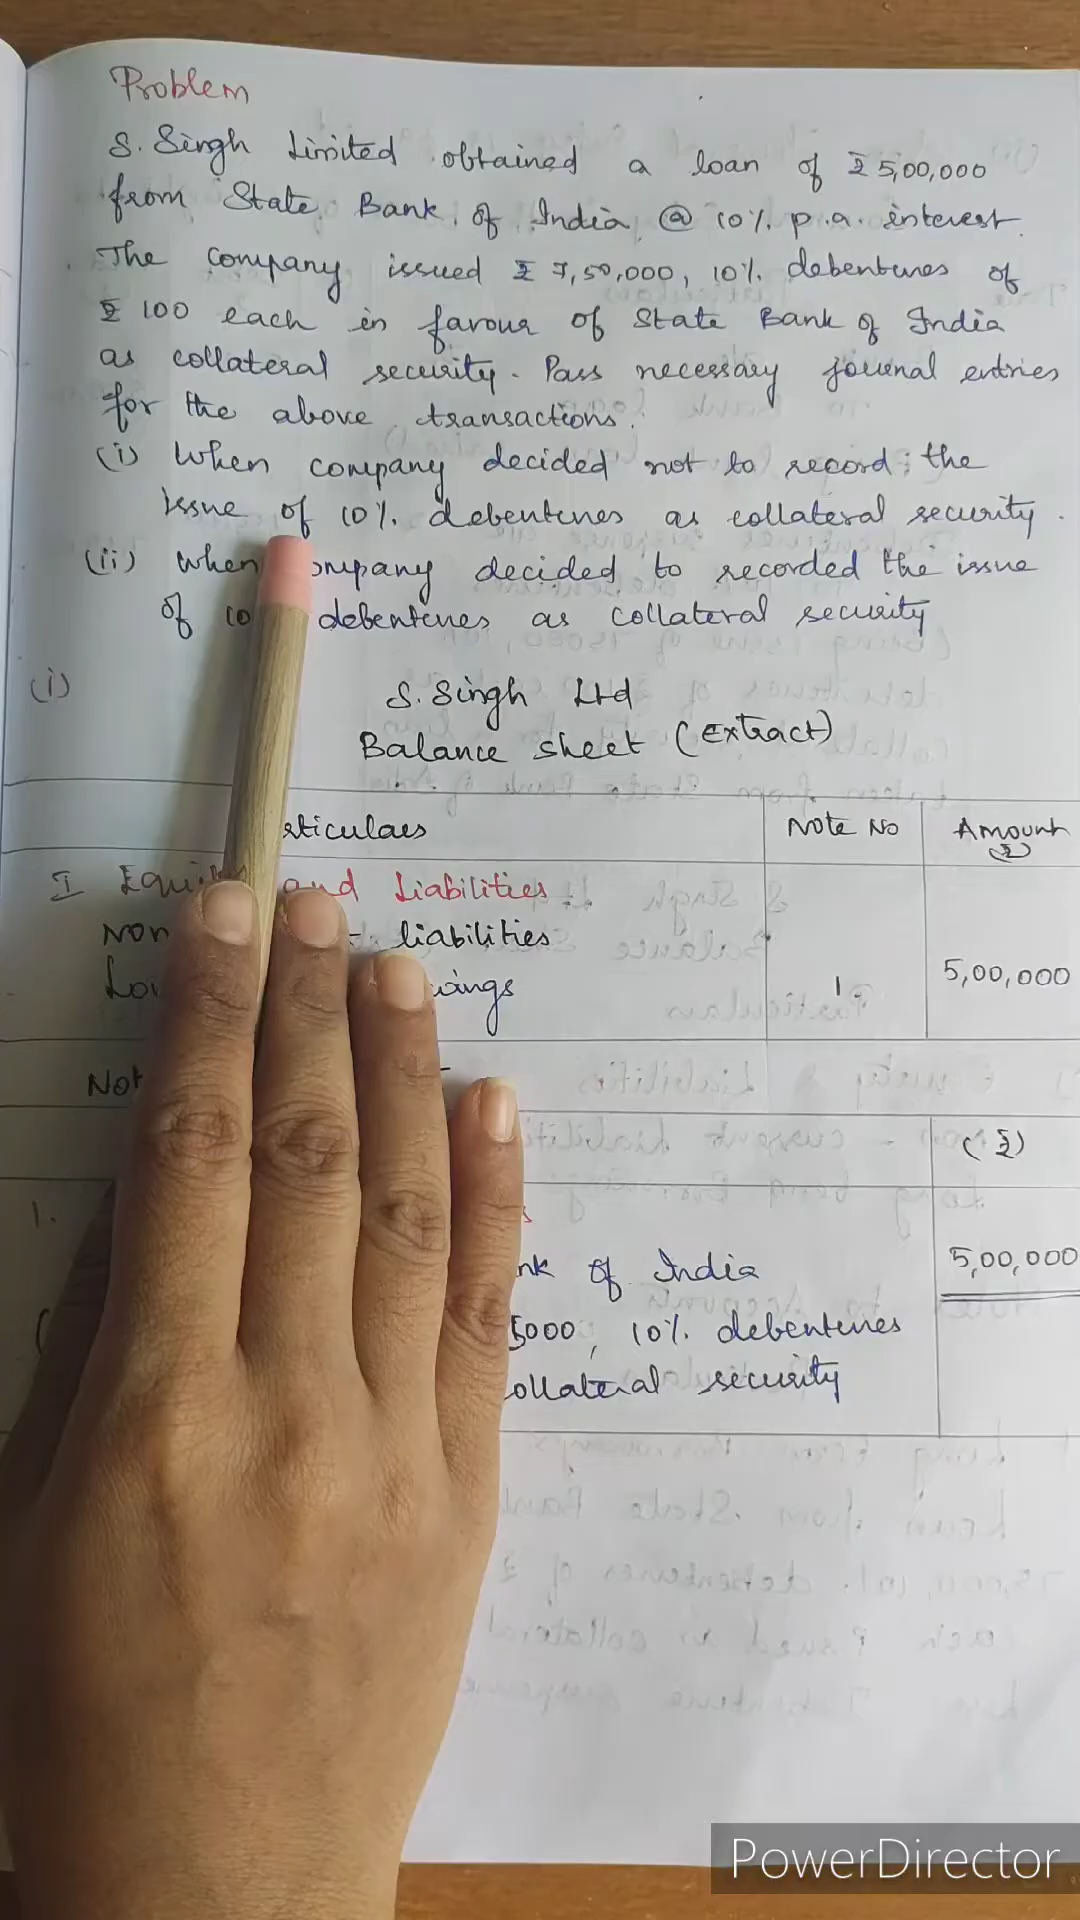 Problem
S. Singh Limited obtained a loan of ₹ 5,00,000
from State Bank of India @ 10% p.a. interest.
The company issued ₹ 7,50,000, 10% debentures of
₹ 100 each in favour of State Bank of India
as collateral security. Pass necessary journal entries
for the above transactions.
(i) When company decided not to record the
issue of 10% debentures as collateral security.
(ii) when company decided to recorded the issue
of 10 debentures as collateral security
(i) S. Singh Ltd
Balance sheet (Extract)
Note No Amount (₹)
I and Liabilities
Non liabilities
1. 5,00,000
(₹)
1.
of India 5,00,000
5000, 10% debentures
security
PowerDirector